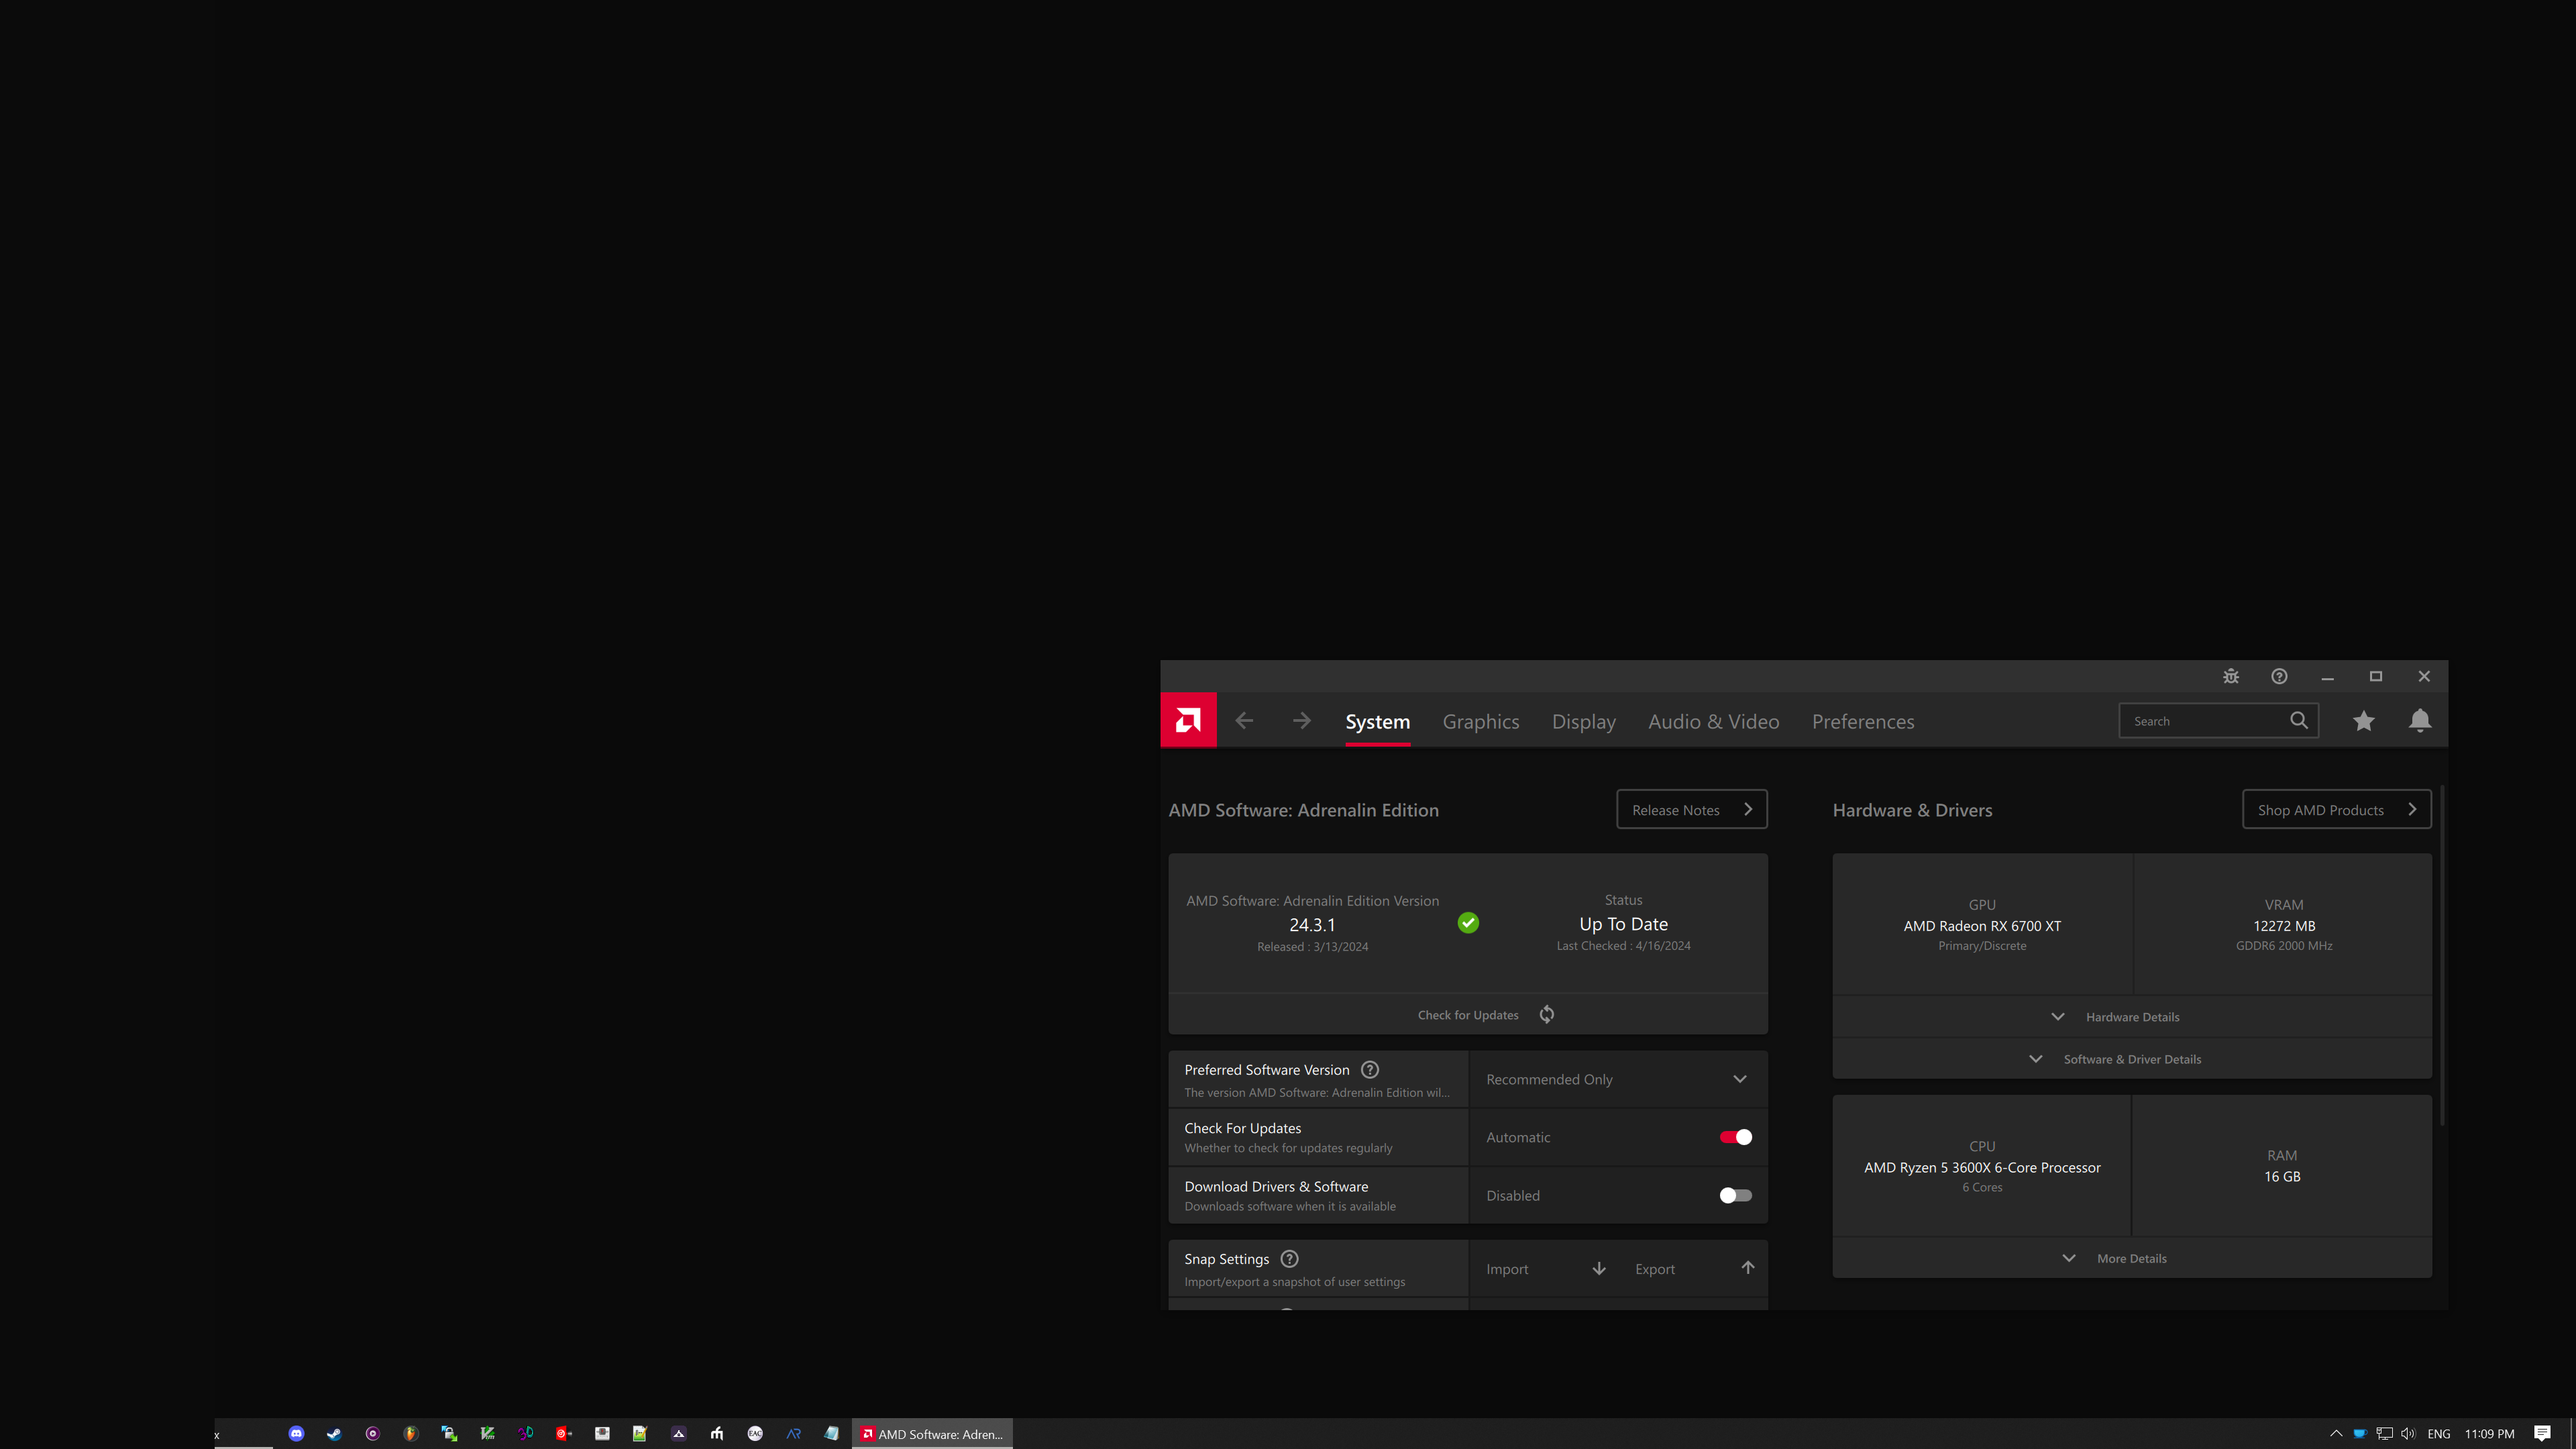 System Graphics Display Audio & Video Preferences Search
AMD Software: Adrenalin Edition
Release Notes
AMD Software: Adrenalin Edition Version
24.3.1
Released : 3/13/2024
Status
Up To Date
Last Checked : 4/16/2024
Check for Updates
Preferred Software Version
The version AMD Software: Adrenalin Edition wil...
Recommended Only
Check For Updates
Whether to check for updates regularly
Automatic
Download Drivers & Software
Downloads software when it is available
Disabled
Snap Settings
Import/export a snapshot of user settings
Import
Export
Hardware & Drivers
Shop AMD Products
GPU
AMD Radeon RX 6700 XT
Primary/Discrete
VRAM
12272 MB
GDDR6 2000 MHz
Hardware Details
Software & Driver Details
CPU
AMD Ryzen 5 3600X 6-Core Processor
6 Cores
RAM
16 GB
More Details
x
EAC
AR
AMD Software: Adren...
ENG 11:09 PM